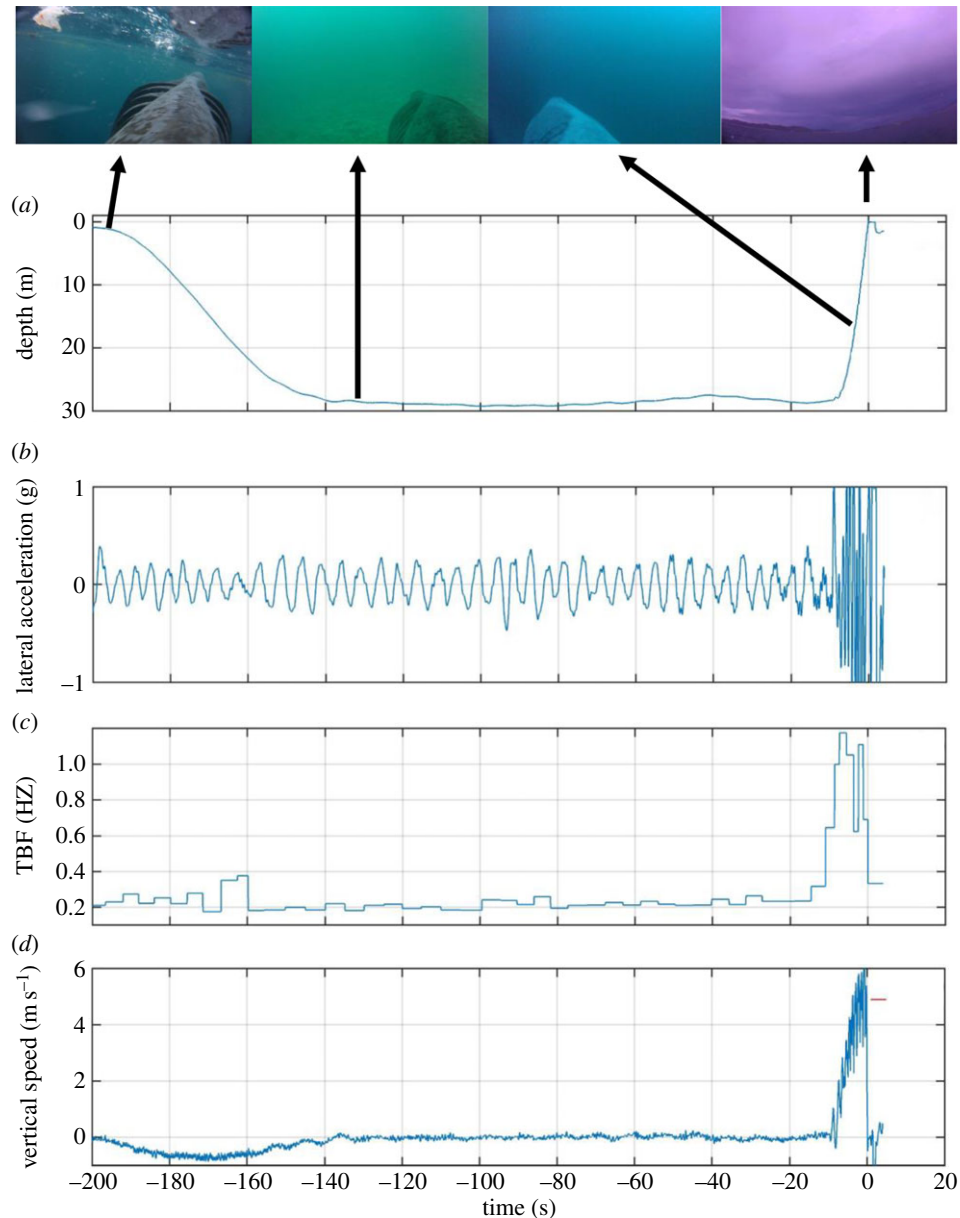 (a)
0
10
20
30
depth (m)
(b)
1
0
–1
lateral acceleration (g)
(c)
1.0
0.8
0.6
0.4
0.2
TBF (HZ)
(d)
6
4
2
0
vertical speed (m s–1)
–200 –180 –160 –140 –120 –100 –80 –60 –40 –20 0 20
time (s)